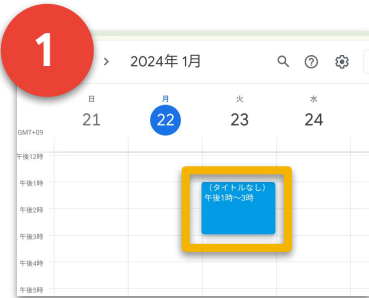 1
> 2024年 1月
日 月 火 水
21 22 23 24
GMT+09
午後12時
午後1時
(タイトルなし)
午後1時～3時
午後2時
午後3時
午後4時
午後5時